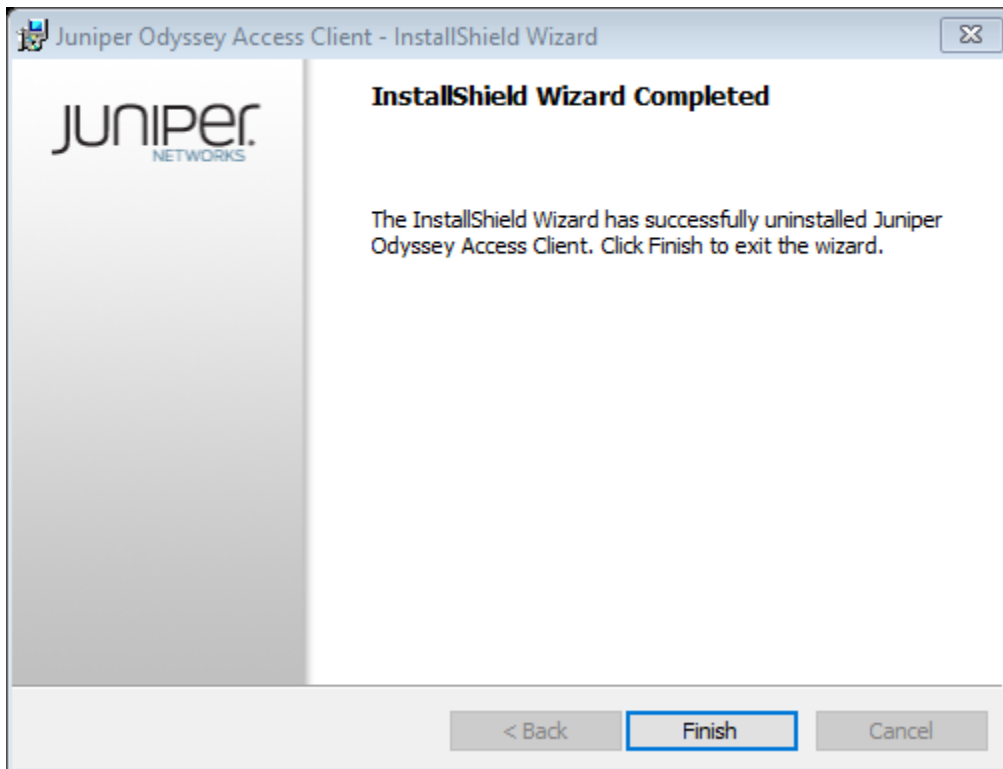 Juniper Odyssey Access Client - InstallShield Wizard
JUNIPER
NETWORKS
InstallShield Wizard Completed
The InstallShield Wizard has successfully uninstalled Juniper
Odyssey Access Client. Click Finish to exit the wizard.
< Back
Finish
Cancel